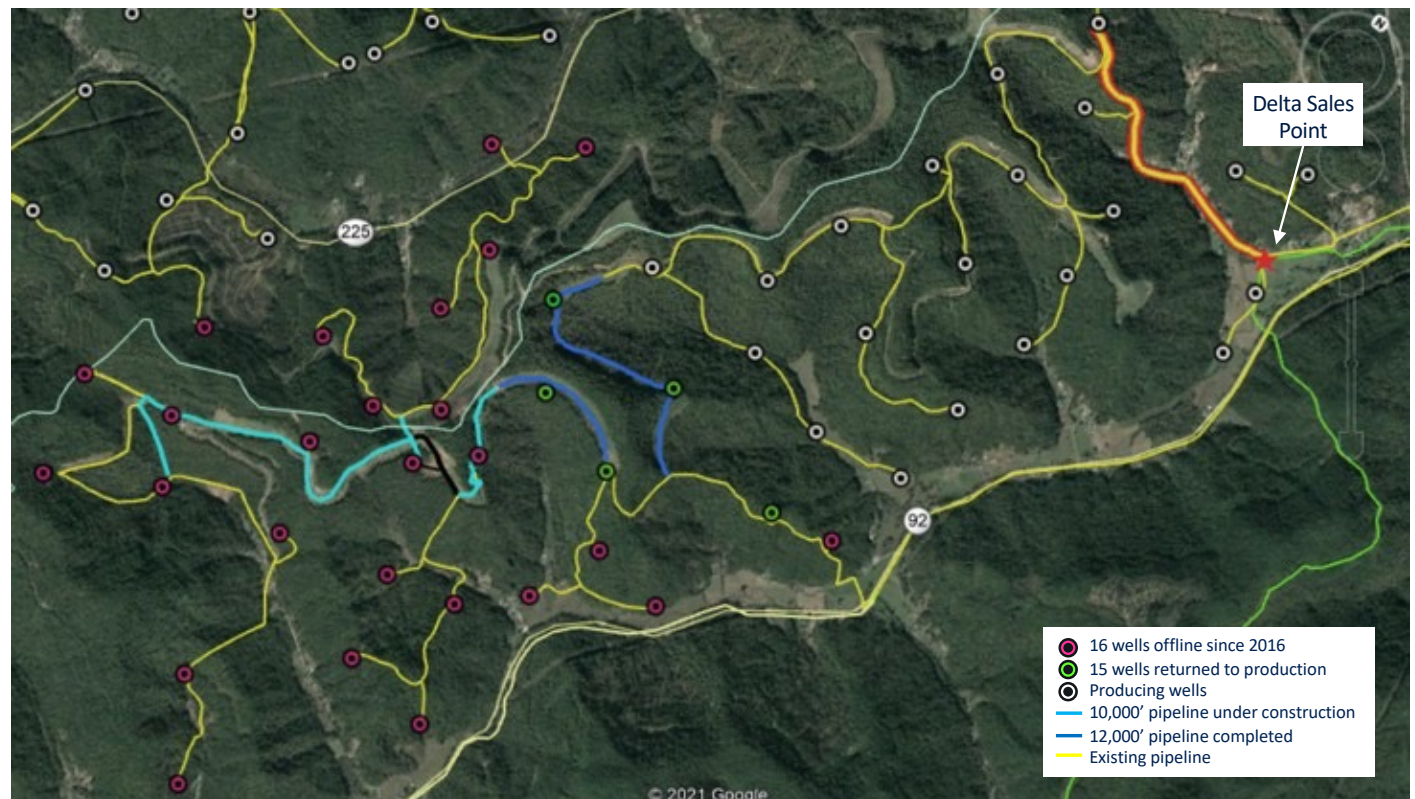 N
Delta Sales
Point
225
92
16 wells offline since 2016
15 wells returned to production
Producing wells
10,000’ pipeline under construction
12,000’ pipeline completed
Existing pipeline
© 2021 Google